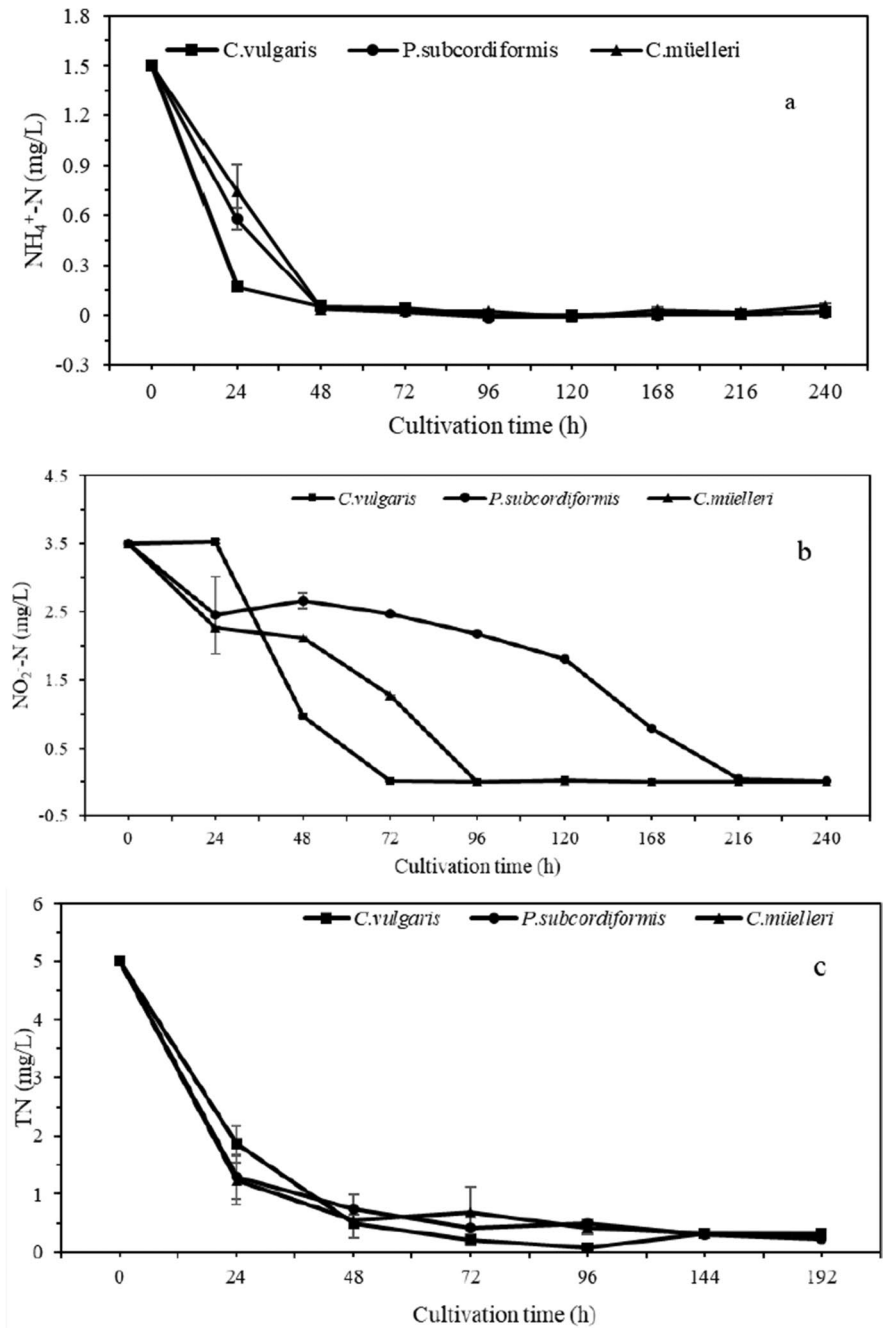 1.8
C.vulgaris P.subcordiformis C.müelleri
1.5
a
1.2
0.9
0.6
0.3
0
-0.3
NH₄⁺-N (mg/L)
0 24 48 72 96 120 168 216 240
Cultivation time (h)
4.5
C.vulgaris P.subcordiformis C.müelleri
3.5
b
2.5
1.5
0.5
-0.5
NO₂⁻-N (mg/L)
0 24 48 72 96 120 168 216 240
Cultivation time (h)
6
C.vulgaris P.subcordiformis C.müelleri
5
c
4
3
2
1
0
TN (mg/L)
0 24 48 72 96 144 192
Cultivation time (h)